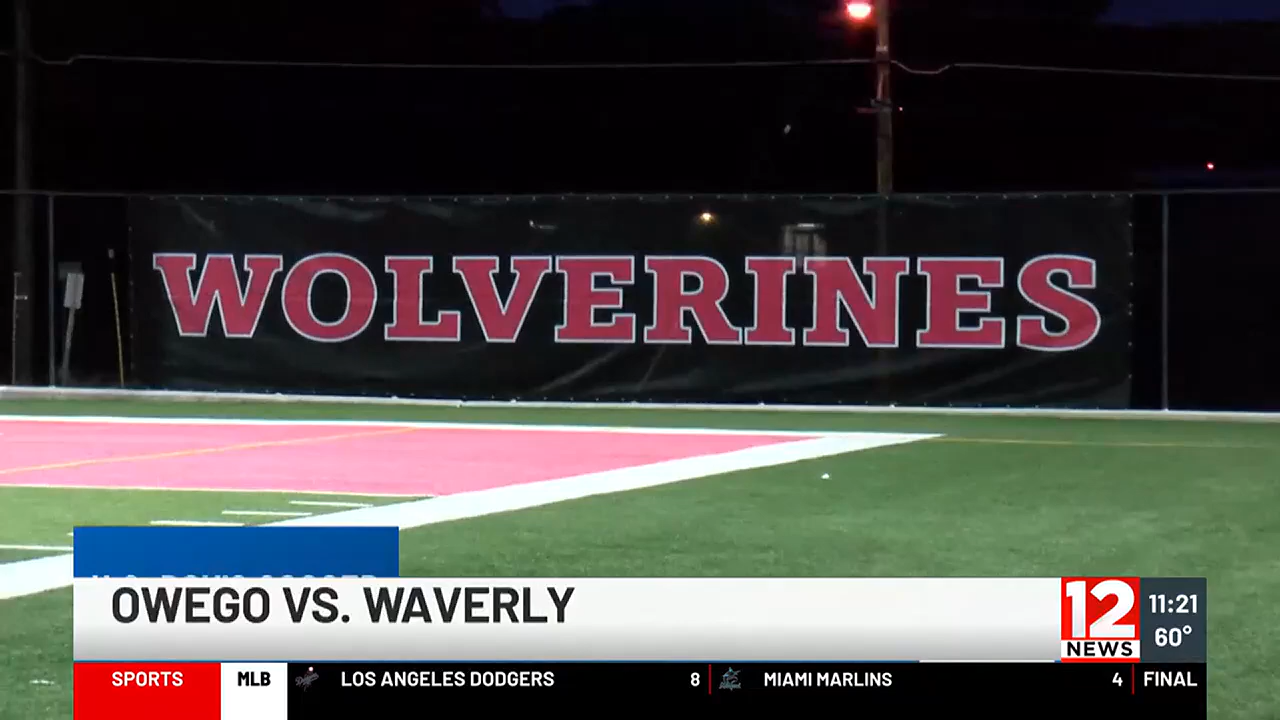 WOLVERINES
OWEGO VS. WAVERLY
12
NEWS
11:21
60°
SPORTS MLB LOS ANGELES DODGERS 8 MIAMI MARLINS 4 FINAL